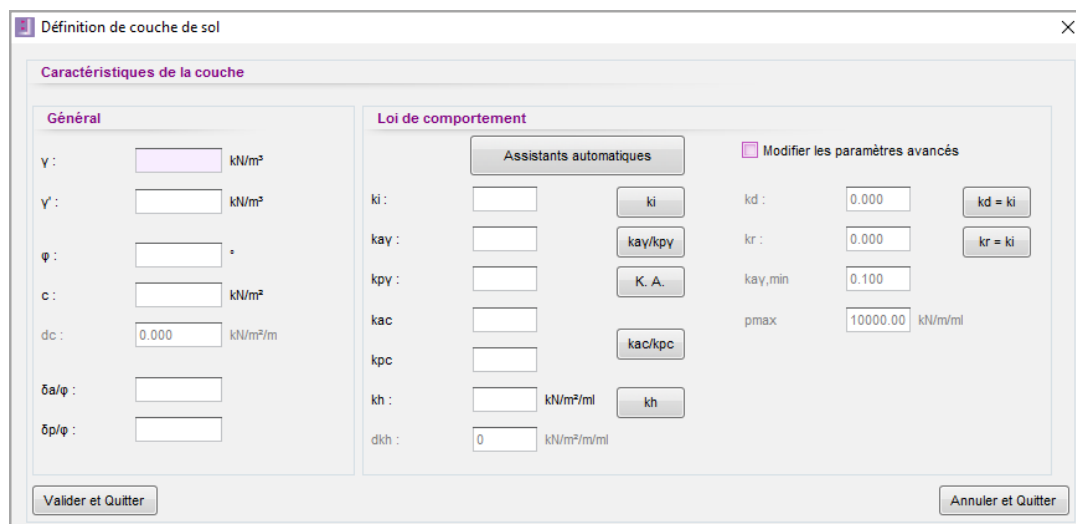 Définition de couche de sol
Caractéristiques de la couche
Général
γ : kN/m³
γ' : kN/m³
φ : °
c : kN/m²
dc : 0.000 kN/m²/m
δa/φ :
δp/φ :
Loi de comportement
Assistants automatiques
Modifier les paramètres avancés
ki : ki
kaγ : kaγ/kpγ
kpγ : K. A.
kac
kac/kpc
kpc
kh : kN/m²/ml kh
dkh : 0 kN/m²/m/ml
kd : 0.000 kd = ki
kr : 0.000 kr = ki
kaγ,min 0.100
pmax 10000.00 kN/m/ml
Valider et Quitter
Annuler et Quitter